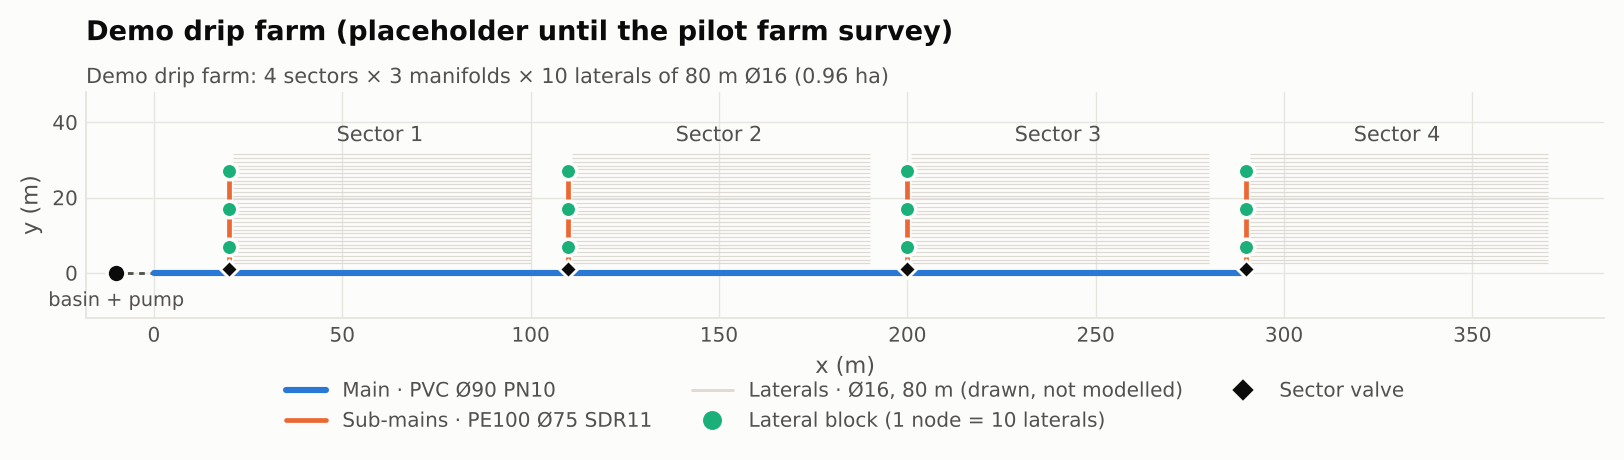 Demo drip farm (placeholder until the pilot farm survey)
Demo drip farm: 4 sectors × 3 manifolds × 10 laterals of 80 m Ø16 (0.96 ha)
40
20
0
y (m)
Sector 1
Sector 2
Sector 3
Sector 4
basin + pump
0
50
100
150
200
250
300
350
x (m)
Main · PVC Ø90 PN10
Sub-mains · PE100 Ø75 SDR11
Laterals · Ø16, 80 m (drawn, not modelled)
Lateral block (1 node = 10 laterals)
Sector valve